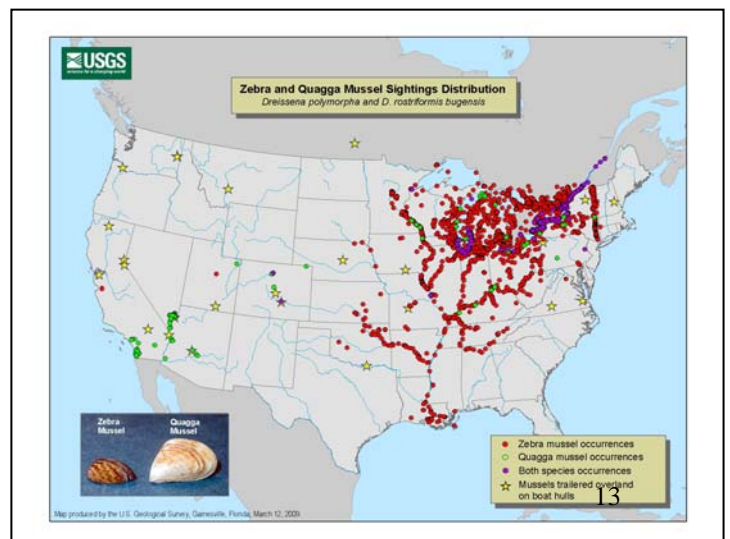 USGS
science for a changing world
Zebra and Quagga Mussel Sightings Distribution
Dreissena polymorpha and D. rostriformis bugensis
Zebra
Mussel
Quagga
Mussel
Zebra mussel occurrences
Quagga mussel occurrences
Both species occurrences
Mussels trailered overland
on boat hulls
13
Map produced by the U.S. Geological Survey, Gainesville, Florida, March 12, 2009